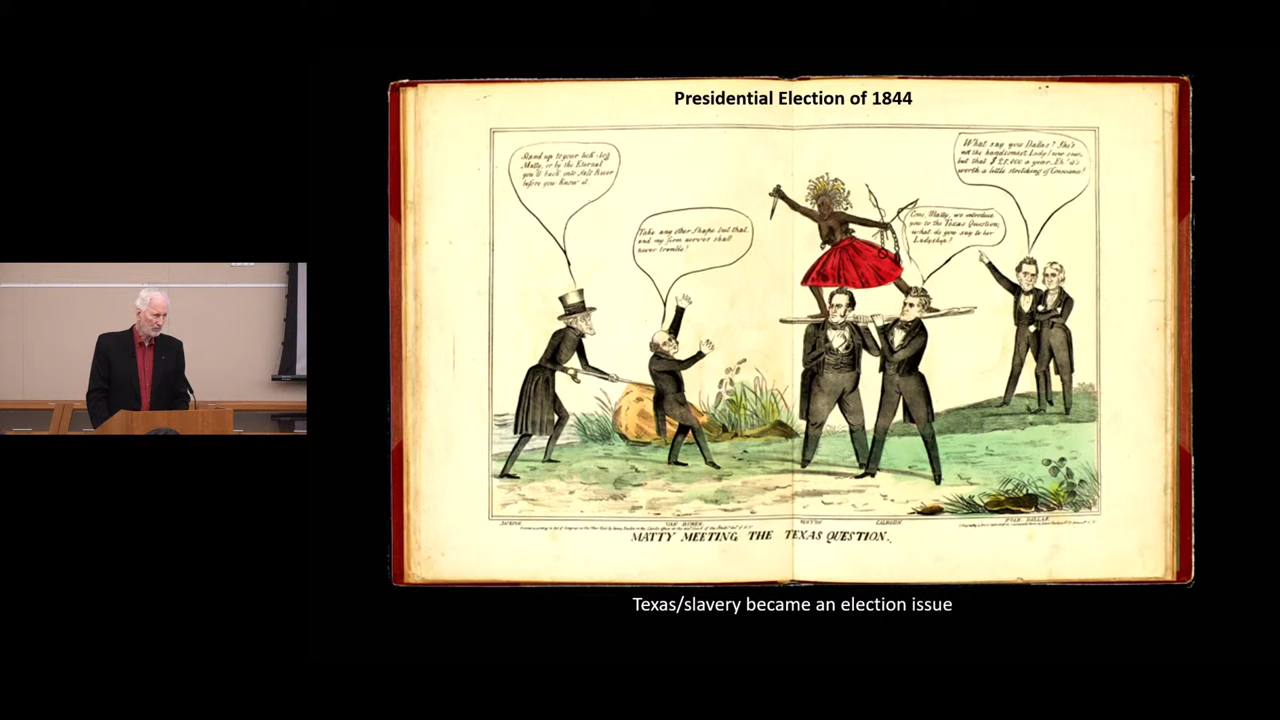 Presidential Election of 1844
Stand up to your lick-log
Matty, or by the Eternal
you'll back into Salt River
before you know it
Take any other shape but that,
and my firm nerves shall
never tremble!
Come, Matty, we introduce
you to the Texas Question,
what do you say to her
Ladyship?
What say you Dallas? She's
not the handsomest Lady I ever saw,
but that $25,000 a year, Eh! it's
worth a little stretching of Conscience!
JACKSON
VAN BUREN
BENTON
CALHOUN
POLK DALLAS
MATTY MEETING THE TEXAS QUESTION.
Texas/slavery became an election issue